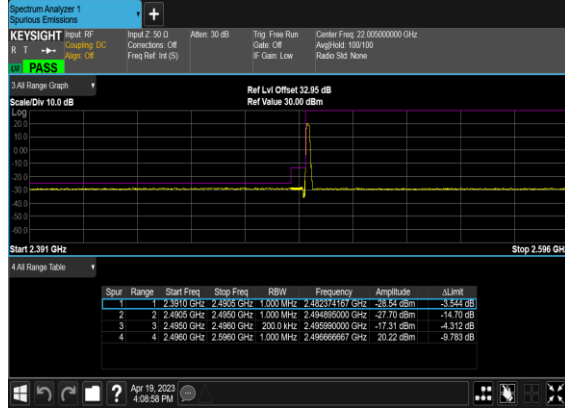 Spectrum Analyzer 1
Spurious Emissions
KEYSIGHT Input: RF Input Z: 50 Ω Atten: 30 dB Trig: Free Run Center Freq: 22.005000000 GHz
R T Coupling: DC Corrections: Off Gate: Off Avg|Hold: 100/100
Align: Off Freq Ref: Int (S) IF Gain: Low Radio Std: None
PASS
3 All Range Graph
Ref Lvl Offset 32.95 dB
Scale/Div 10.0 dB Ref Value 30.00 dBm
Log
20.0
10.0
0.00
-10.0
-20.0
-30.0
-40.0
-50.0
-60.0
Start 2.391 GHz Stop 2.596 GH
4 All Range Table
Spur Range Start Freq Stop Freq RBW Frequency Amplitude ΔLimit
1 1 2.3910 GHz 2.4905 GHz 1.000 MHz 2.482374167 GHz -28.54 dBm -3.544 dB
2 2 2.4905 GHz 2.4950 GHz 1.000 MHz 2.494895000 GHz -27.70 dBm -14.70 dB
3 3 2.4950 GHz 2.4960 GHz 200.0 kHz 2.495990000 GHz -17.31 dBm -4.312 dB
4 4 2.4960 GHz 2.5960 GHz 1.000 MHz 2.496666667 GHz 20.22 dBm -9.783 dB
Apr 19, 2023
4:08:58 PM